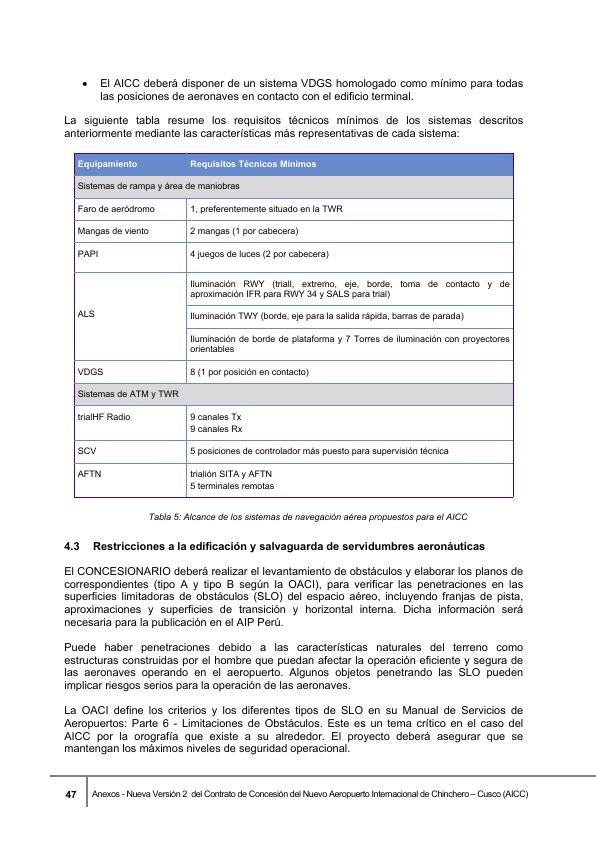 • El AICC deberá disponer de un sistema VDGS homologado como mínimo para todas
las posiciones de aeronaves en contacto con el edificio terminal.
La siguiente tabla resume los requisitos técnicos mínimos de los sistemas descritos
anteriormente mediante las características más representativas de cada sistema:
Equipamiento Requisitos Técnicos Mínimos
Sistemas de rampa y área de maniobras
Faro de aeródromo 1, preferentemente situado en la TWR
Mangas de viento 2 mangas (1 por cabecera)
PAPI 4 juegos de luces (2 por cabecera)
ALS
Iluminación RWY (triall, extremo, eje, borde, toma de contacto y de
aproximación IFR para RWY 34 y SALS para trial)
Iluminación TWY (borde, eje para la salida rápida, barras de parada)
Iluminación de borde de plataforma y 7 Torres de iluminación con proyectores
orientables
VDGS 8 (1 por posición en contacto)
Sistemas de ATM y TWR
trialHF Radio 9 canales Tx
9 canales Rx
SCV 5 posiciones de controlador más puesto para supervisión técnica
AFTN trialión SITA y AFTN
5 terminales remotas
Tabla 5: Alcance de los sistemas de navegación aérea propuestos para el AICC
4.3 Restricciones a la edificación y salvaguarda de servidumbres aeronáuticas
El CONCESIONARIO deberá realizar el levantamiento de obstáculos y elaborar los planos de
correspondientes (tipo A y tipo B según la OACI), para verificar las penetraciones en las
superficies limitadoras de obstáculos (SLO) del espacio aéreo, incluyendo franjas de pista,
aproximaciones y superficies de transición y horizontal interna. Dicha información será
necesaria para la publicación en el AIP Perú.
Puede haber penetraciones debido a las características naturales del terreno como
estructuras construidas por el hombre que puedan afectar la operación eficiente y segura de
las aeronaves operando en el aeropuerto. Algunos objetos penetrando las SLO pueden
implicar riesgos serios para la operación de las aeronaves.
La OACI define los criterios y los diferentes tipos de SLO en su Manual de Servicios de
Aeropuertos: Parte 6 - Limitaciones de Obstáculos. Este es un tema crítico en el caso del
AICC por la orografía que existe a su alrededor. El proyecto deberá asegurar que se
mantengan los máximos niveles de seguridad operacional.
47 Anexos - Nueva Versión 2 del Contrato de Concesión del Nuevo Aeropuerto Internacional de Chinchero – Cusco (AICC)